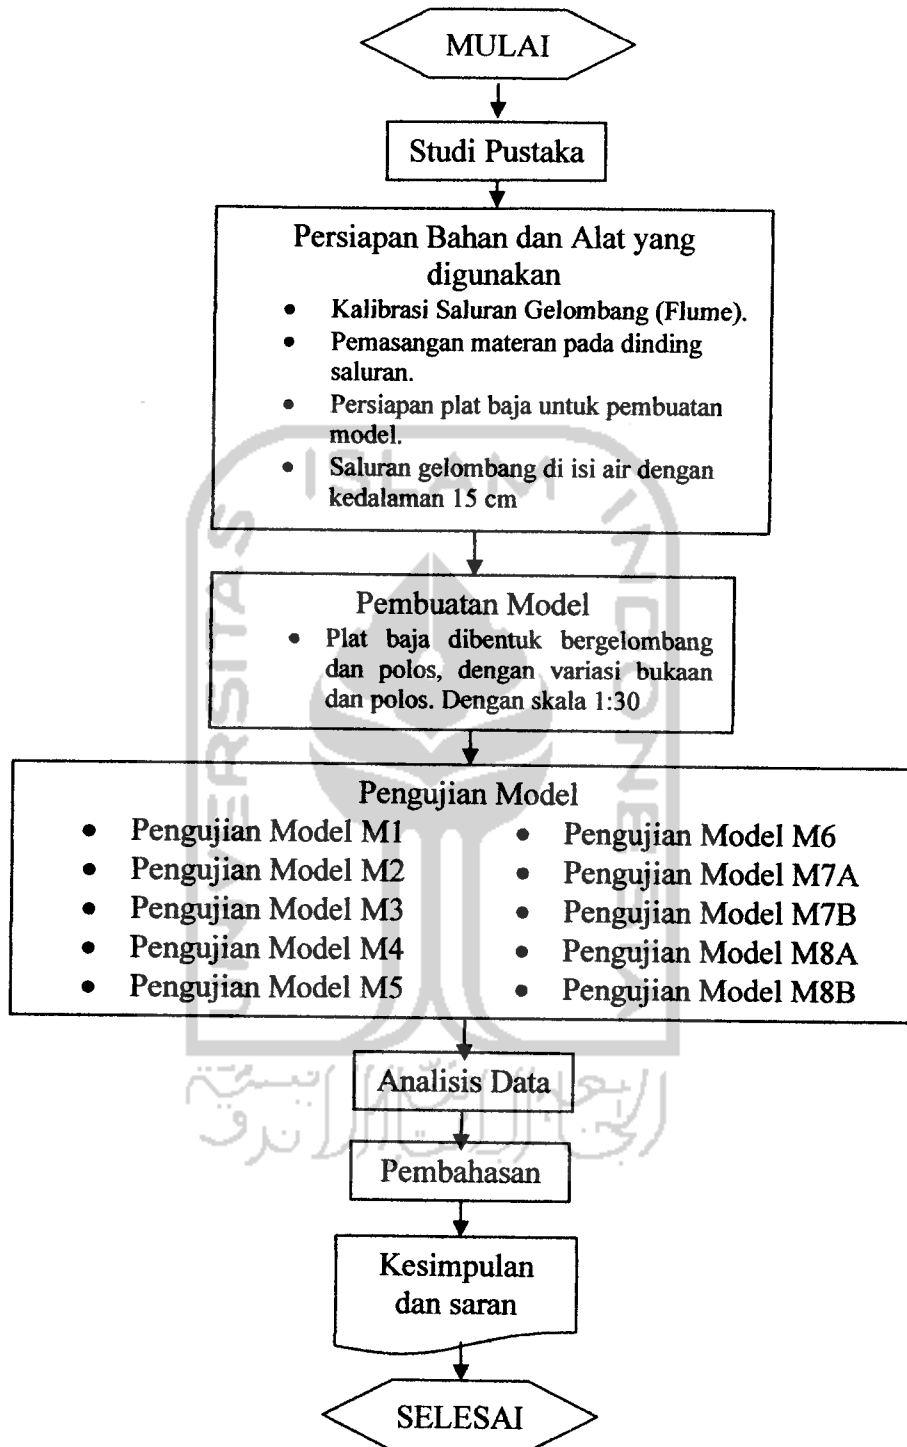 MULAI
Studi Pustaka
Persiapan Bahan dan Alat yang
digunakan
• Kalibrasi Saluran Gelombang (Flume).
• Pemasangan materan pada dinding
saluran.
• Persiapan plat baja untuk pembuatan
model.
• Saluran gelombang di isi air dengan
kedalaman 15 cm
Pembuatan Model
• Plat baja dibentuk bergelombang
dan polos, dengan variasi bukaan
dan polos. Dengan skala 1:30
Pengujian Model
• Pengujian Model M1
• Pengujian Model M2
• Pengujian Model M3
• Pengujian Model M4
• Pengujian Model M5
• Pengujian Model M6
• Pengujian Model M7A
• Pengujian Model M7B
• Pengujian Model M8A
• Pengujian Model M8B
Analisis Data
Pembahasan
Kesimpulan
dan saran
SELESAI
UNIVERSITAS ISLAM INDONESIA